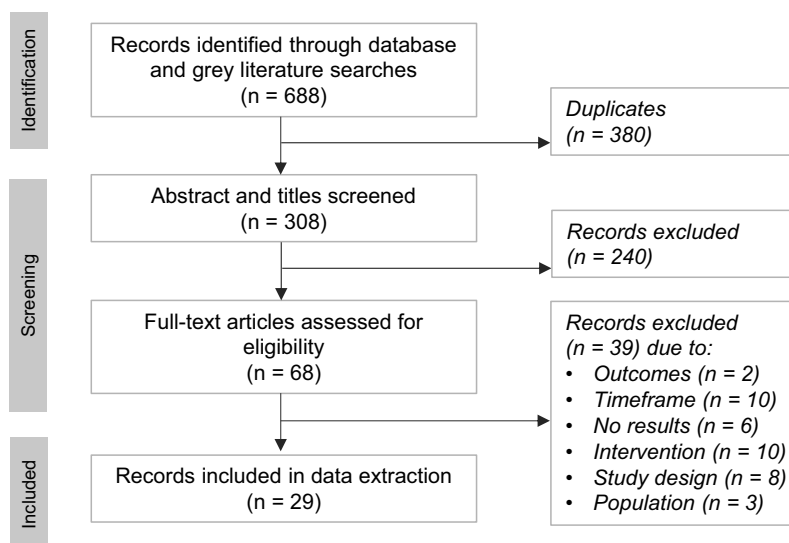 Identification
Records identified through database
and grey literature searches
(n = 688)
Duplicates
(n = 380)
Screening
Abstract and titles screened
(n = 308)
Records excluded
(n = 240)
Full-text articles assessed for
eligibility
(n = 68)
Records excluded
(n = 39) due to:
• Outcomes (n = 2)
• Timeframe (n = 10)
• No results (n = 6)
• Intervention (n = 10)
• Study design (n = 8)
• Population (n = 3)
Included
Records included in data extraction
(n = 29)